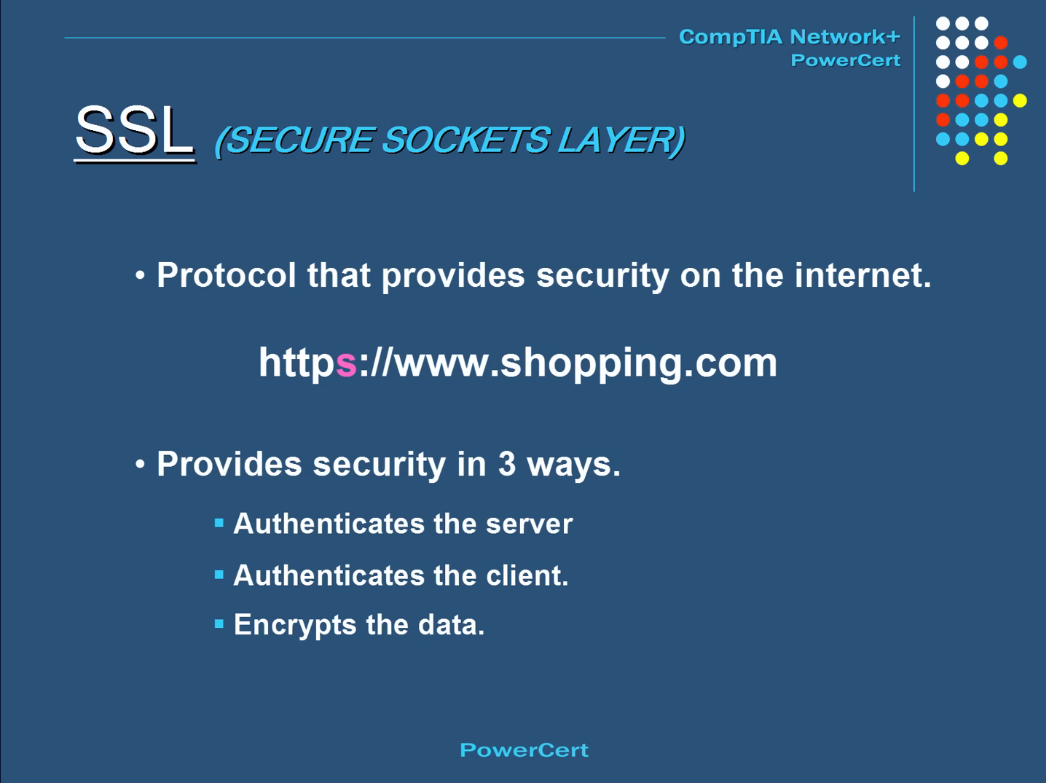 CompTIA Network+
PowerCert
SSL (SECURE SOCKETS LAYER)
• Protocol that provides security on the internet.
https://www.shopping.com
• Provides security in 3 ways.
▪ Authenticates the server
▪ Authenticates the client.
▪ Encrypts the data.
PowerCert